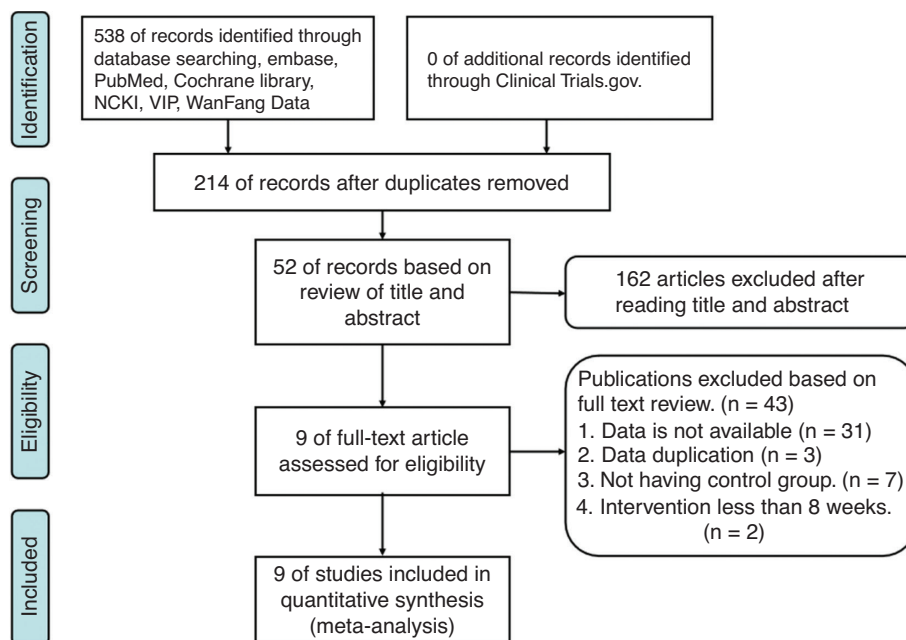 Identification
538 of records identified through
database searching, embase,
PubMed, Cochrane library,
NCKI, VIP, WanFang Data
0 of additional records identified
through Clinical Trials.gov.
214 of records after duplicates removed
Screening
52 of records based on
review of title and
abstract
162 articles excluded after
reading title and abstract
Eligibility
9 of full-text article
assessed for eligibility
Publications excluded based on
full text review. (n = 43)
1. Data is not available (n = 31)
2. Data duplication (n = 3)
3. Not having control group. (n = 7)
4. Intervention less than 8 weeks.
(n = 2)
Included
9 of studies included in
quantitative synthesis
(meta-analysis)